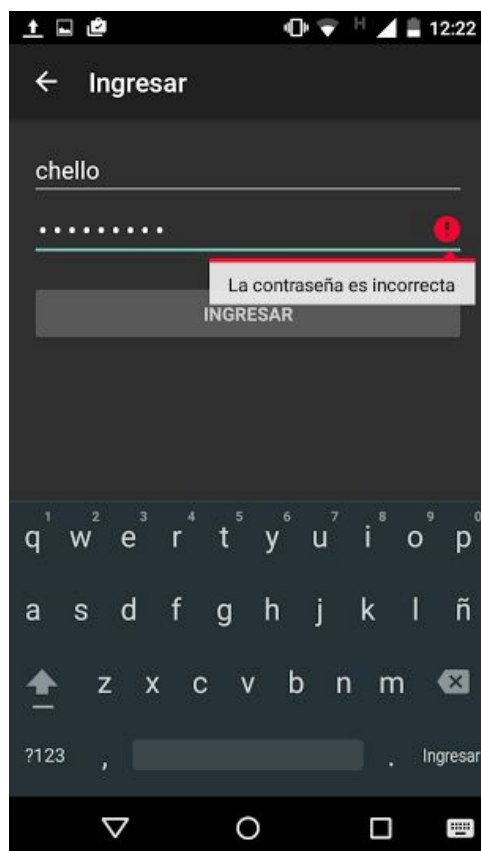 H 12:22
Ingresar
chello
•••••••••
La contraseña es incorrecta
INGRESAR
1 2 3 4 5 6 7 8 9 0
q w e r t y u i o p
a s d f g h j k l ñ
z x c v b n m
?123 , . Ingresar